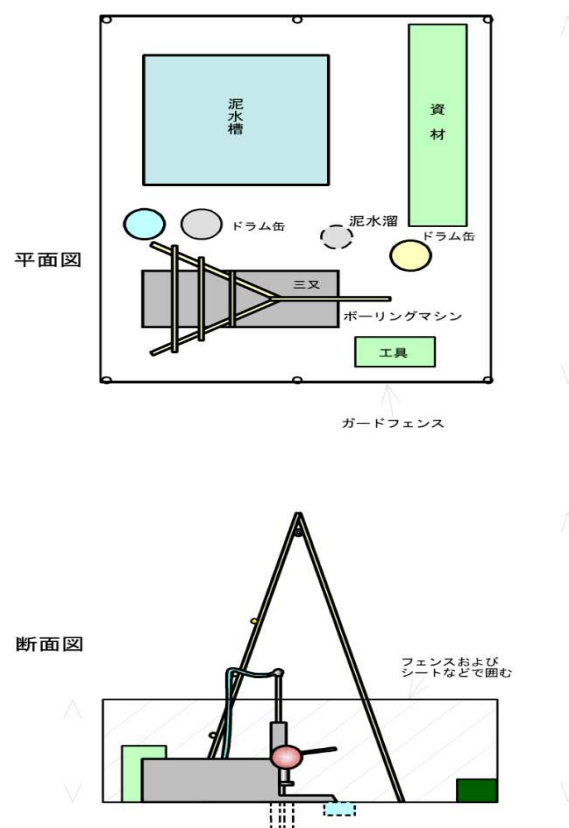 泥水槽
資材
ドラム缶
泥水溜
ドラム缶
平面図
三又
ボーリングマシン
工具
ガードフェンス
断面図
フェンスおよび
シートなどで囲む